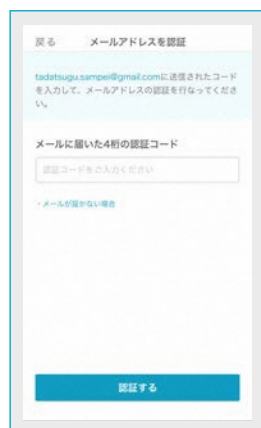 戻る メールアドレスを認証
tadatsugu.sampei@gmail.comに送信されたコード
を入力して、メールアドレスの認証を行なってくださ
い。
メールに届いた4桁の認証コード
認証コードをご入力ください
・メールが届かない場合
認証する